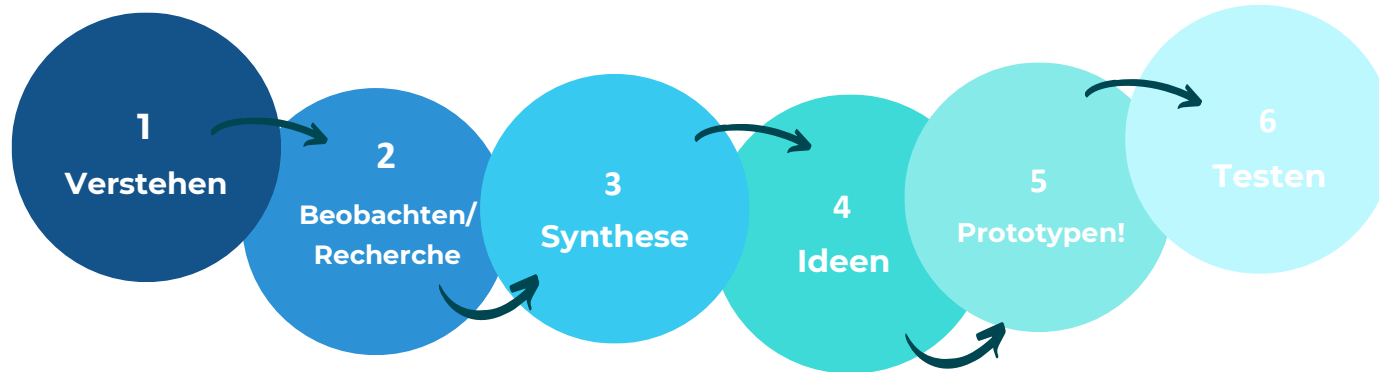 1
Verstehen
2
Beobachten/
Recherche
3
Synthese
4
Ideen
5
Prototypen!
6
Testen